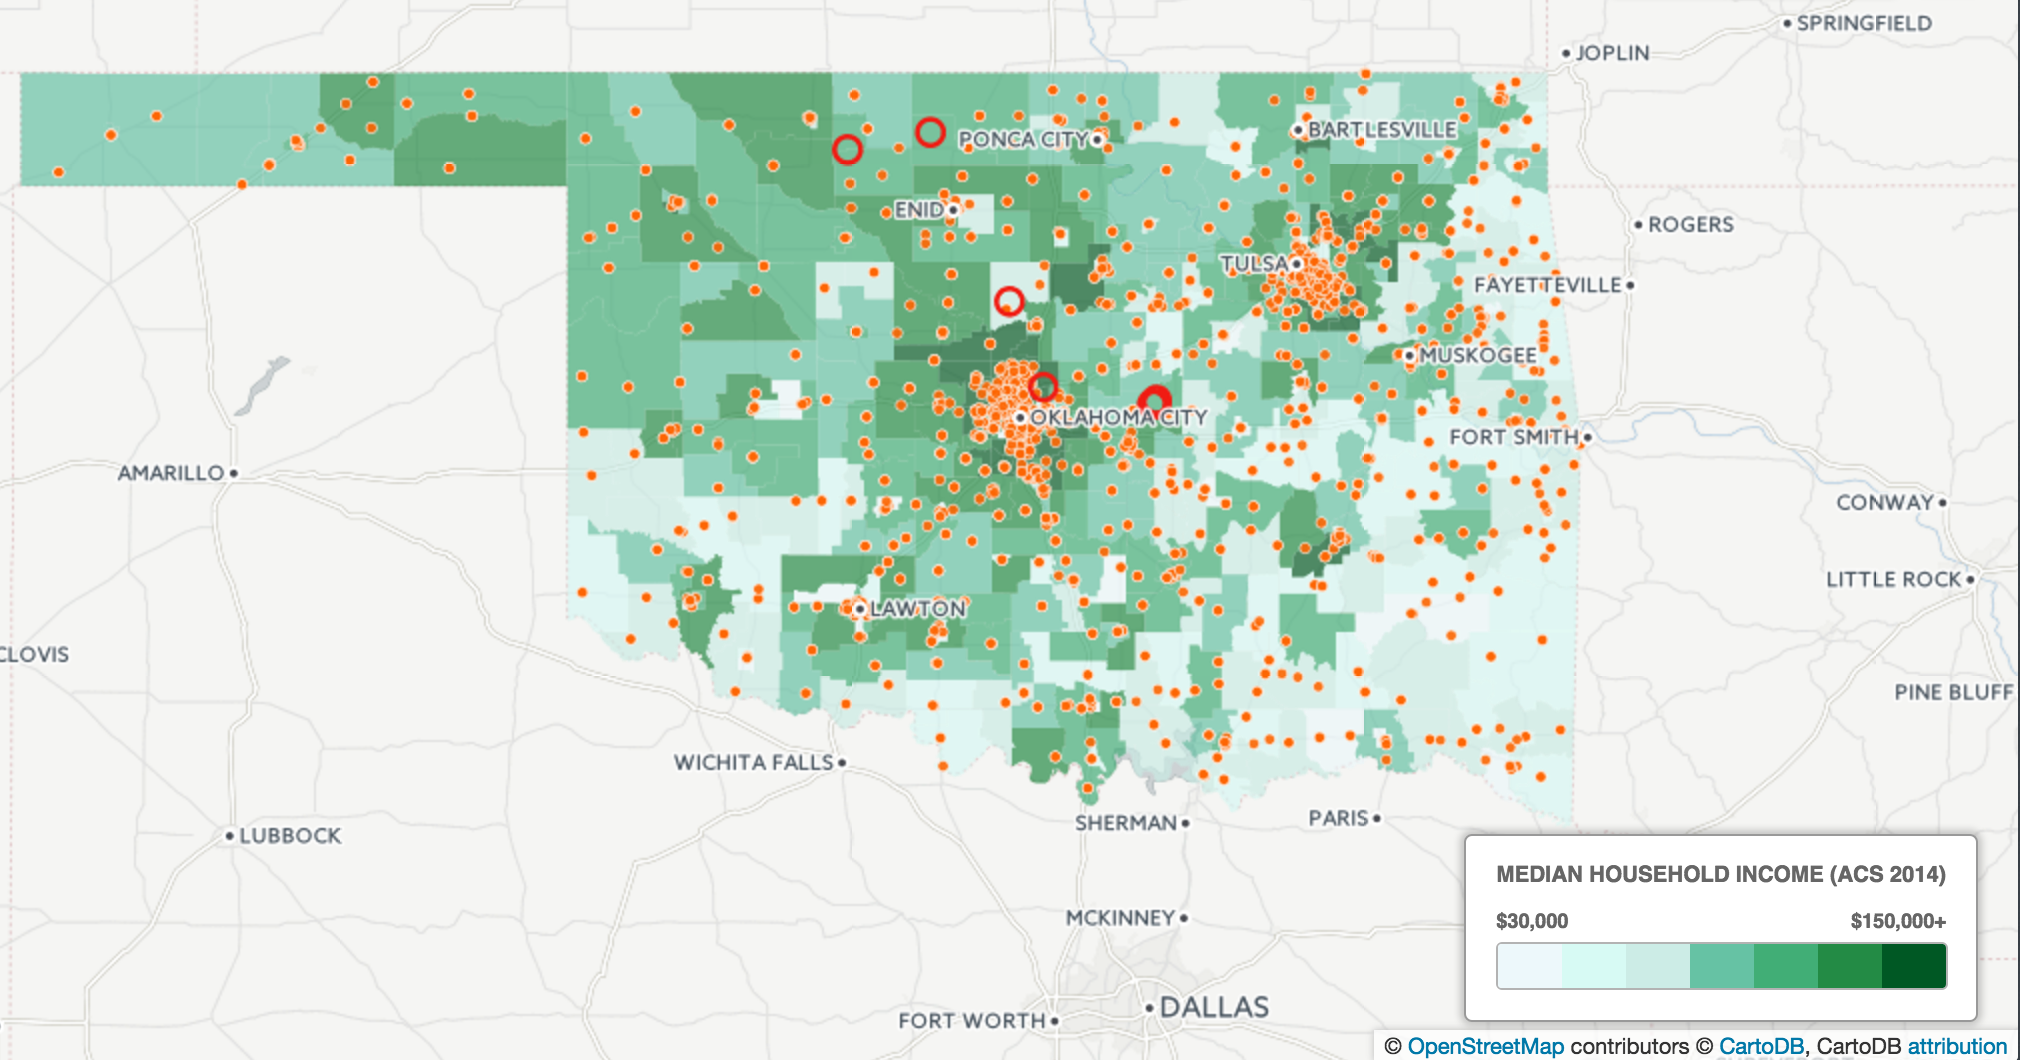 SPRINGFIELD
JOPLIN
BARTLESVILLE
PONCA CITY
ENID
ROGERS
TULSA
FAYETTEVILLE
MUSKOGEE
OKLAHOMA CITY
FORT SMITH
AMARILLO
CONWAY
LITTLE ROCK
LAWTON
CLOVIS
PINE BLUFF
WICHITA FALLS
SHERMAN
PARIS
LUBBOCK
MCKINNEY
DALLAS
FORT WORTH
MEDIAN HOUSEHOLD INCOME (ACS 2014)
$30,000 $150,000+
© OpenStreetMap contributors © CartoDB, CartoDB attribution